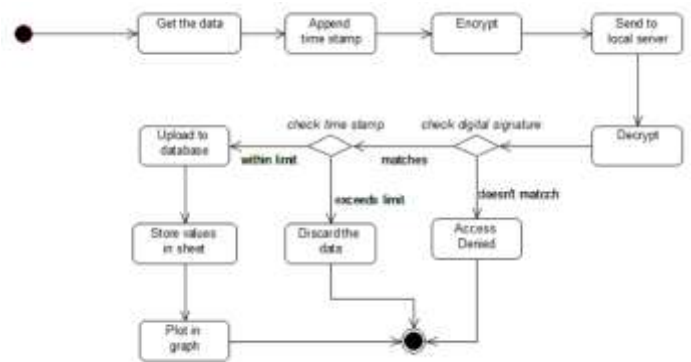 Get the data
Append
time stamp
Encrypt
Send to
local server
Decrypt
check digital signature
matches
doesn't match
check time stamp
within limit
exceeds limit
Upload to
database
Store values
in sheet
Discard the
data
Access
Denied
Plot in
graph